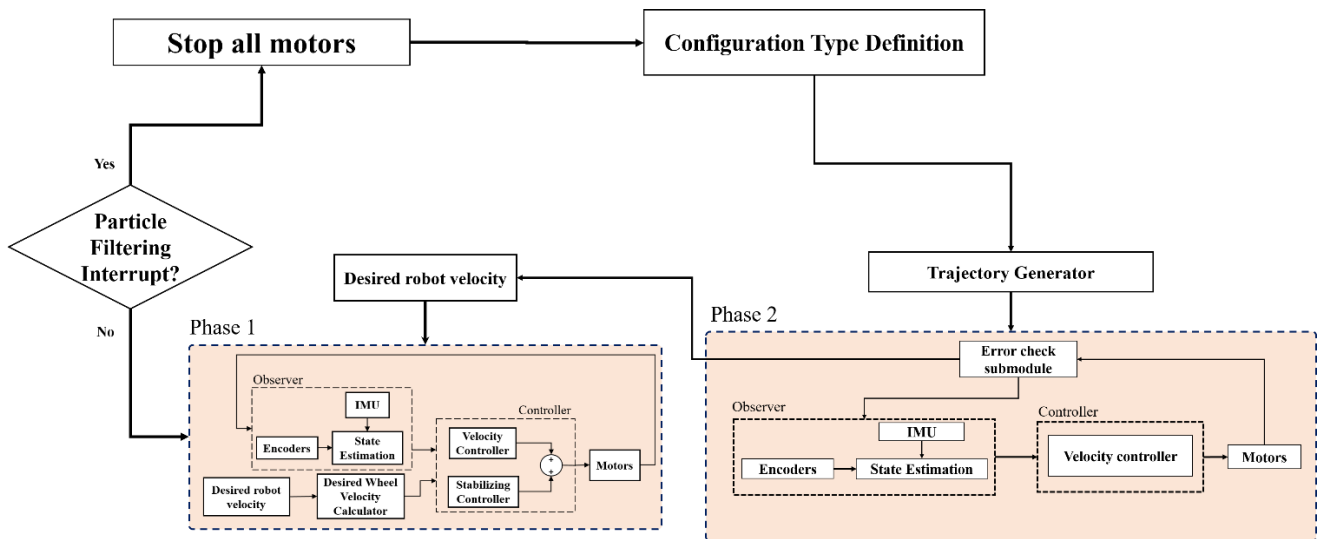 Stop all motors
Configuration Type Definition
Yes
Particle
Filtering
Interrupt?
No
Desired robot velocity
Trajectory Generator
Phase 1
Observer
IMU
Encoders
State
Estimation
Desired robot
velocity
Desired Wheel
Velocity
Calculator
Controller
Velocity
Controller
Stabilizing
Controller
+
+
Motors
Phase 2
Error check
submodule
Observer
IMU
Encoders
State Estimation
Controller
Velocity controller
Motors